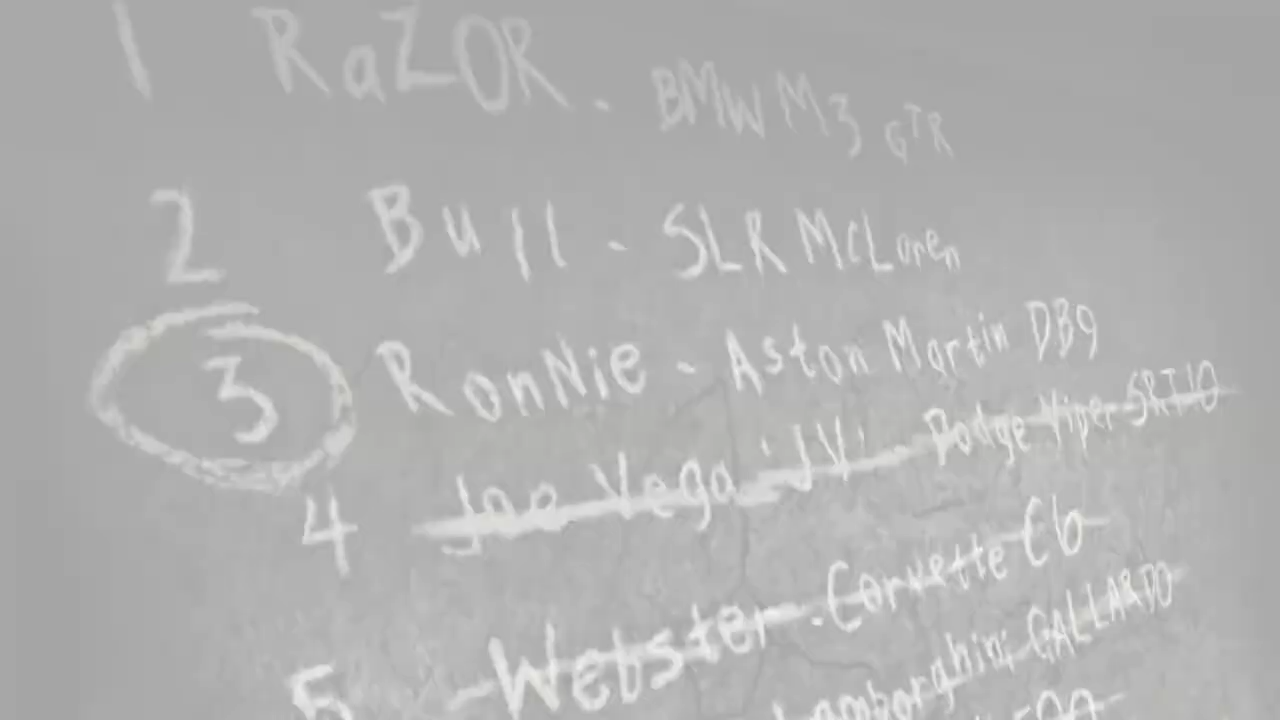 1 RaZOR - BMW M3 GTR
2 Bull - SLR McLaren
3 RonNie - Aston Martin DB9
4 Joe Vega 'JV' - Dodge Viper SRT10
5 Webster - Corvette C6
Lamborghini GALLARDO